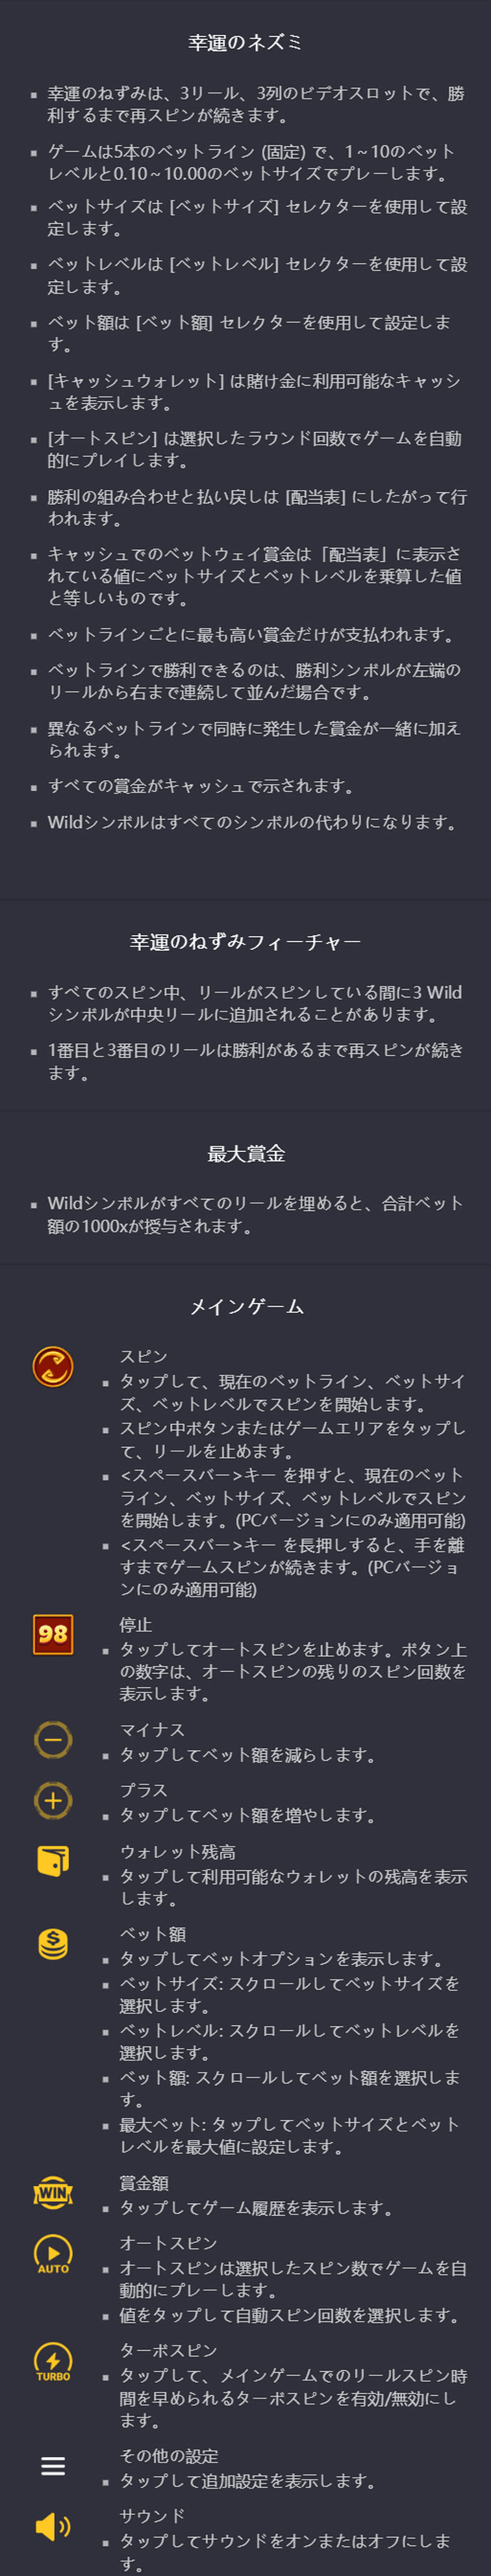 幸運のネズミ
幸運のねずみは、3リール、3列のビデオスロットで、勝
利するまで再スピンが続きます。
ゲームは5本のベットライン (固定) で、1～10のベット
レベルと0.10～10.00のベットサイズでプレーします。
ベットサイズは [ベットサイズ] セレクターを使用して設
定します。
ベットレベルは [ベットレベル] セレクターを使用して設
定します。
ベット額は [ベット額] セレクターを使用して設定しま
す。
[キャッシュウォレット] は賭け金に利用可能なキャッシ
ュを表示します。
[オートスピン] は選択したラウンド回数でゲームを自動
的にプレイします。
勝利の組み合わせと払い戻しは [配当表] にしたがって行
われます。
キャッシュでのベットウェイ賞金は「配当表」に表示さ
れている値にベットサイズとベットレベルを乗算した値
と等しいものです。
ベットラインごとに最も高い賞金だけが支払われます。
ベットラインで勝利できるのは、勝利シンボルが左端の
リールから右まで連続して並んだ場合です。
異なるベットラインで同時に発生した賞金が一緒に加え
られます。
すべての賞金がキャッシュで示されます。
Wildシンボルはすべてのシンボルの代わりになります。
幸運のねずみフィーチャー
すべてのスピン中、リールがスピンしている間に3 Wild
シンボルが中央リールに追加されることがあります。
1番目と3番目のリールは勝利があるまで再スピンが続き
ます。
最大賞金
Wildシンボルがすべてのリールを埋めると、合計ベット
額の1000xが授与されます。
メインゲーム
スピン
タップして、現在のベットライン、ベットサイ
ズ、ベットレベルでスピンを開始します。
スピン中ボタンまたはゲームエリアをタップし
て、リールを止めます。
<スペースバー>キー を押すと、現在のベット
ライン、ベットサイズ、ベットレベルでスピン
を開始します。(PCバージョンにのみ適用可能)
<スペースバー>キー を長押しすると、手を離
すまでゲームスピンが続きます。(PCバージョ
ンにのみ適用可能)
98
停止
タップしてオートスピンを止めます。ボタン上
の数字は、オートスピンの残りのスピン回数を
表示します。
マイナス
タップしてベット額を減らします。
プラス
タップしてベット額を増やします。
ウォレット残高
タップして利用可能なウォレットの残高を表示
します。
ベット額
タップしてベットオプションを表示します。
ベットサイズ: スクロールしてベットサイズを
選択します。
ベットレベル: スクロールしてベットレベルを
選択します。
ベット額: スクロールしてベット額を選択しま
す。
最大ベット: タップしてベットサイズとベット
レベルを最大値に設定します。
WIN
賞金額
タップしてゲーム履歴を表示します。
AUTO
オートスピン
オートスピンは選択したスピン数でゲームを自
動的にプレーします。
値をタップして自動スピン回数を選択します。
TURBO
ターボスピン
タップして、メインゲームでのリールスピン時
間を早められるターボスピンを有効/無効にし
ます。
その他の設定
タップして追加設定を表示します。
サウンド
タップしてサウンドをオンまたはオフにしま
す。